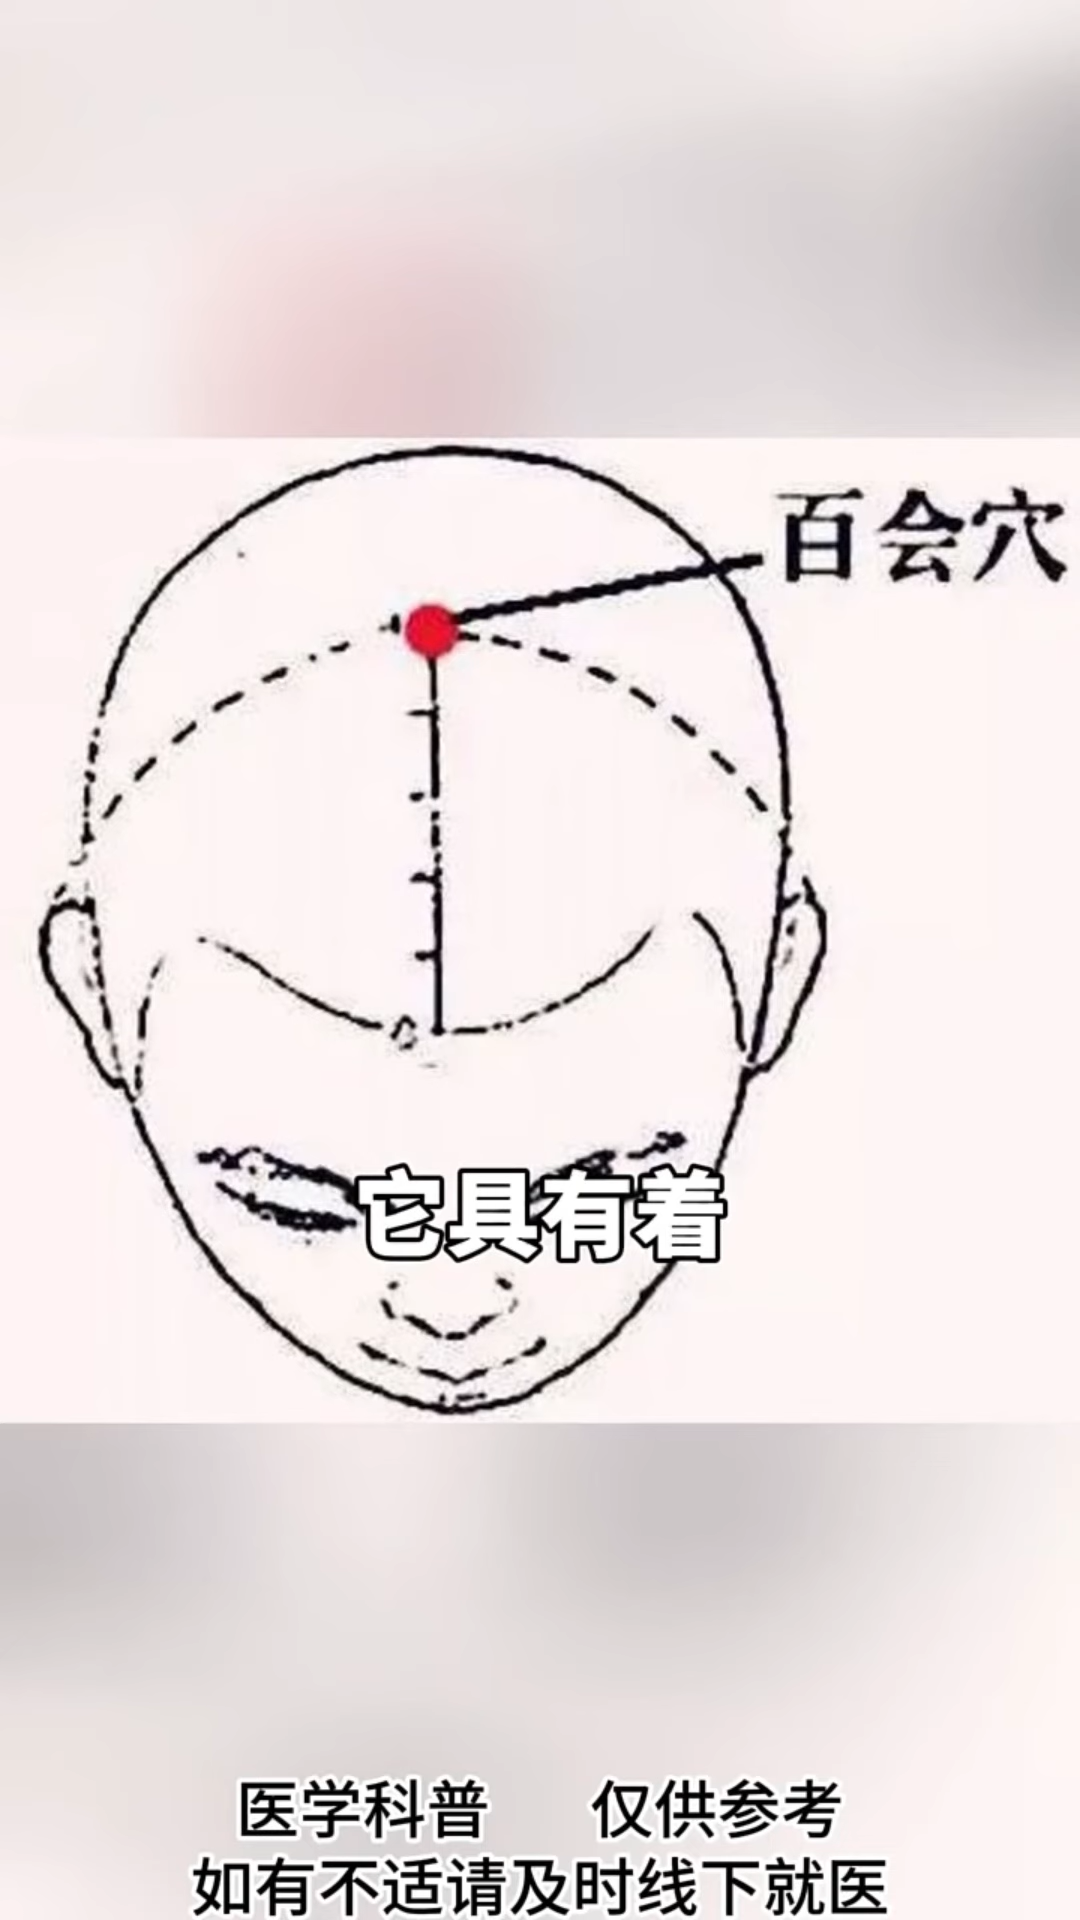 百会穴
它具有着
医学科普 仅供参考
如有不适请及时线下就医